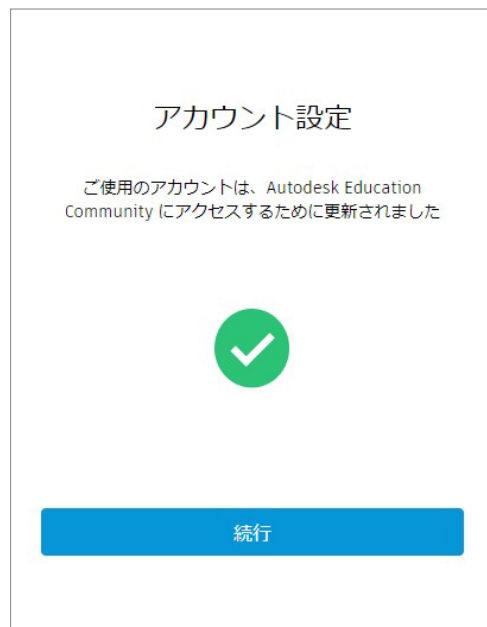 アカウント設定
ご使用のアカウントは、Autodesk Education
Community にアクセスするために更新されました
続行